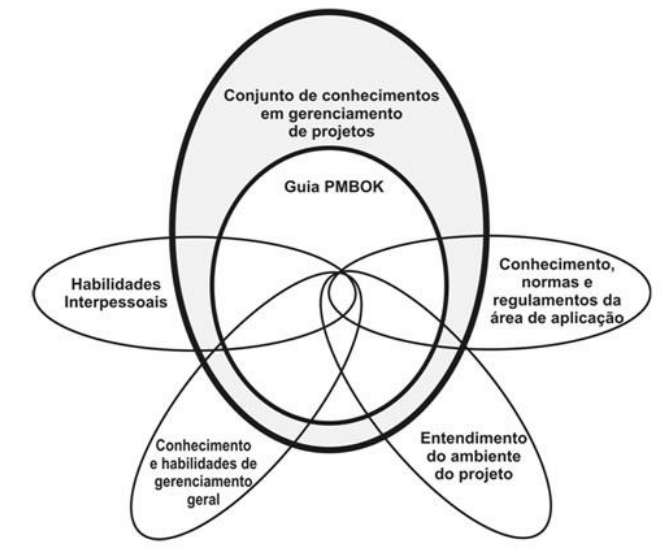 Conjunto de conhecimentos
em gerenciamento
de projetos
Guia PMBOK
Habilidades
Interpessoais
Conhecimento,
normas e
regulamentos da
área de aplicação
Conhecimento
e habilidades de
gerenciamento
geral
Entendimento
do ambiente
do projeto